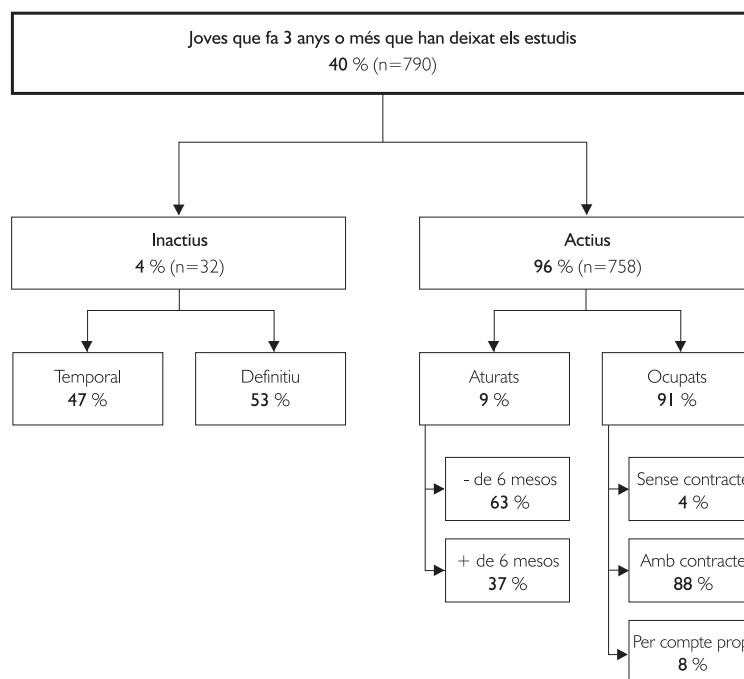 Joves que fa 3 anys o més que han deixat els estudis
40 % (n=790)
Inactius
4 % (n=32)
Actius
96 % (n=758)
Temporal
47 %
Definitiu
53 %
Aturats
9 %
Ocupats
91 %
- de 6 mesos
63 %
Sense contracte
4 %
+ de 6 mesos
37 %
Amb contracte
88 %
Per compte prop
8 %